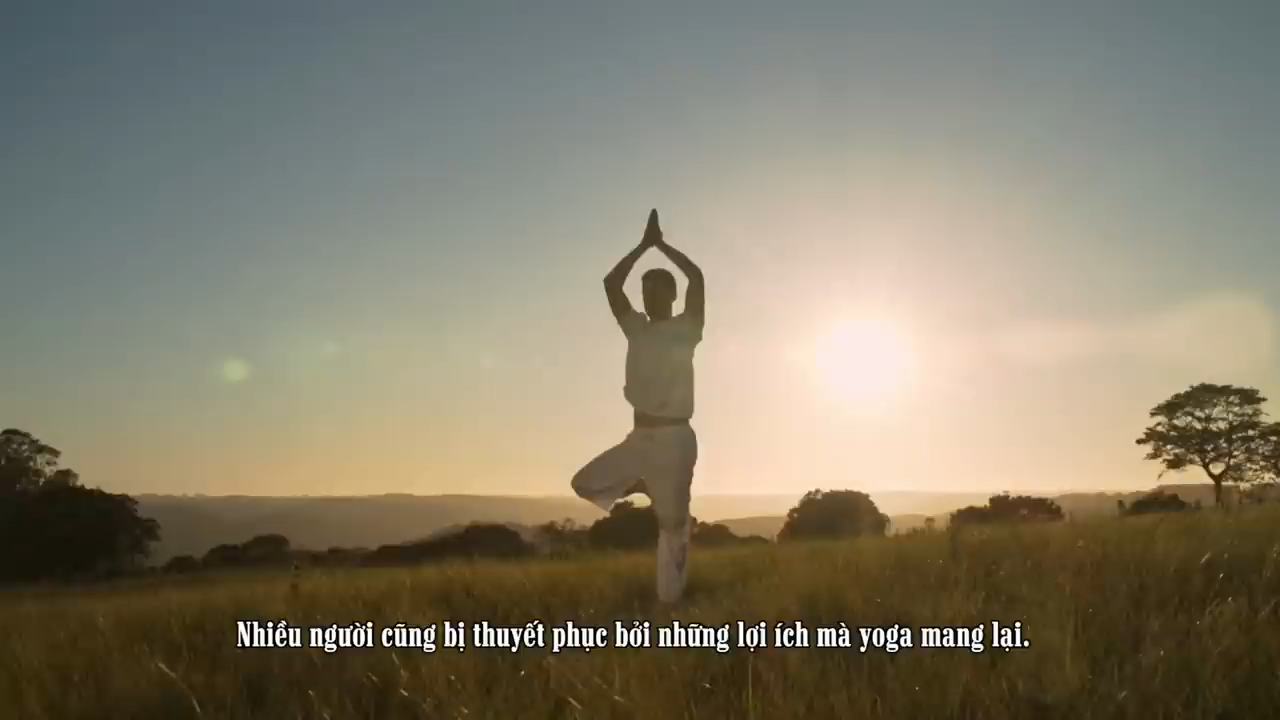 Nhiều người cũng bị thuyết phục bởi những lợi ích mà yoga mang lại.